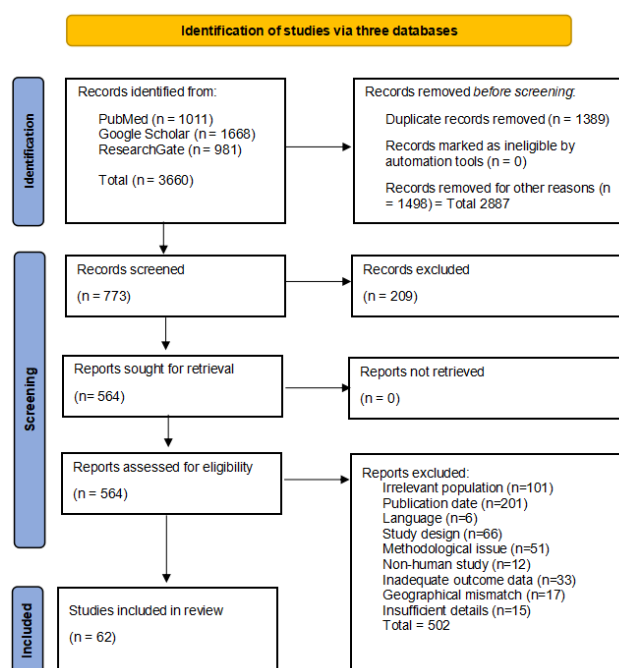 Identification of studies via three databases
Identification
Records identified from:
PubMed (n = 1011)
Google Scholar (n = 1668)
ResearchGate (n = 981)
Total (n = 3660)
Records removed before screening:
Duplicate records removed (n = 1389)
Records marked as ineligible by
automation tools (n = 0)
Records removed for other reasons (n
= 1498) = Total 2887
Screening
Records screened
(n = 773)
Records excluded
(n = 209)
Reports sought for retrieval
(n= 564)
Reports not retrieved
(n = 0)
Reports assessed for eligibility
(n = 564)
Reports excluded:
Irrelevant population (n=101)
Publication date (n=201)
Language (n=6)
Study design (n=66)
Methodological issue (n=51)
Non-human study (n=12)
Inadequate outcome data (n=33)
Geographical mismatch (n=17)
Insufficient details (n=15)
Total = 502
Included
Studies included in review
(n = 62)